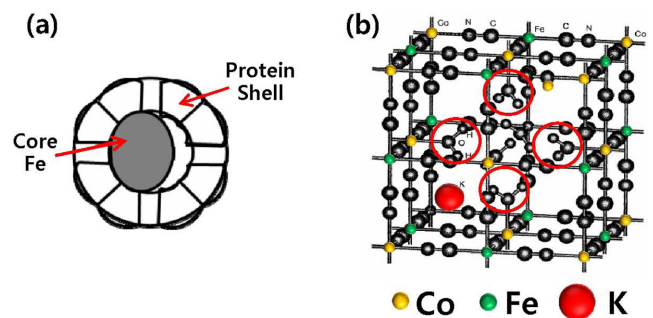 (a)
Protein
Shell
Core
Fe
(b)
Co N C Fe C N Co
H
O
H
K
Co Fe K